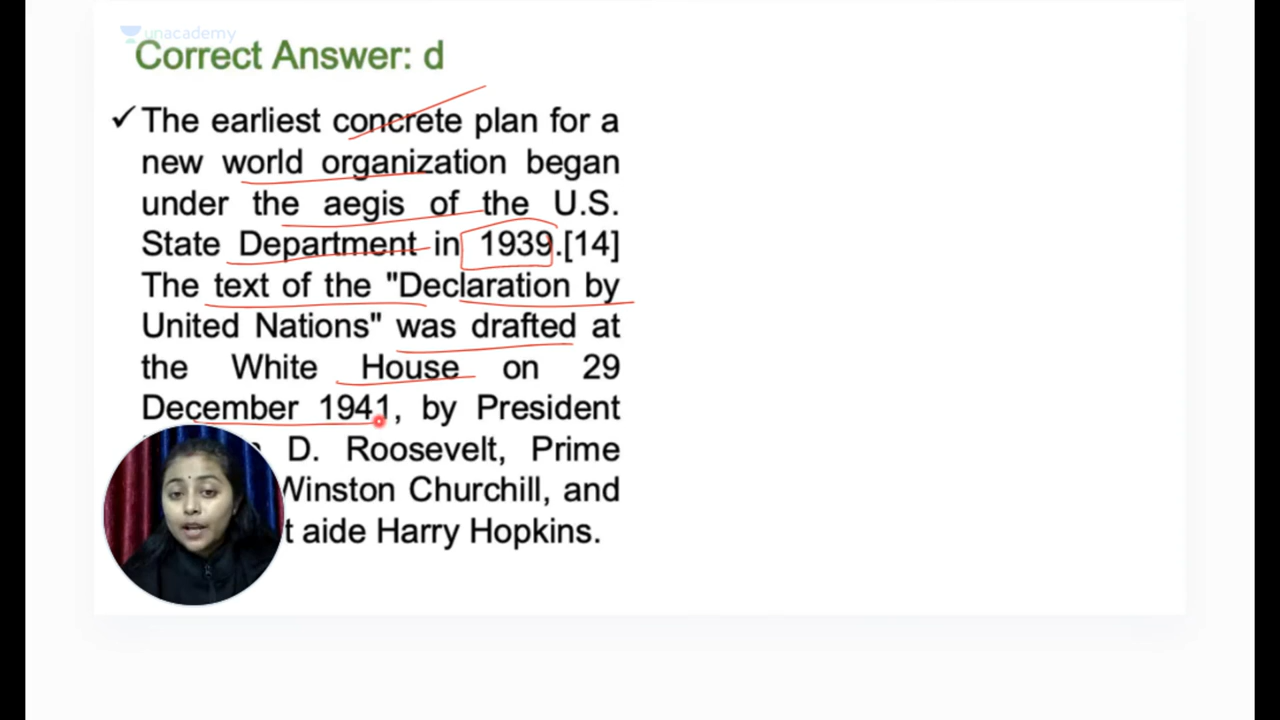 unacademy
Correct Answer: d
✓ The earliest concrete plan for a
new world organization began
under the aegis of the U.S.
State Department in 1939.[14]
The text of the "Declaration by
United Nations" was drafted at
the White House on 29
December 1941, by President
D. Roosevelt, Prime
Winston Churchill, and
aide Harry Hopkins.